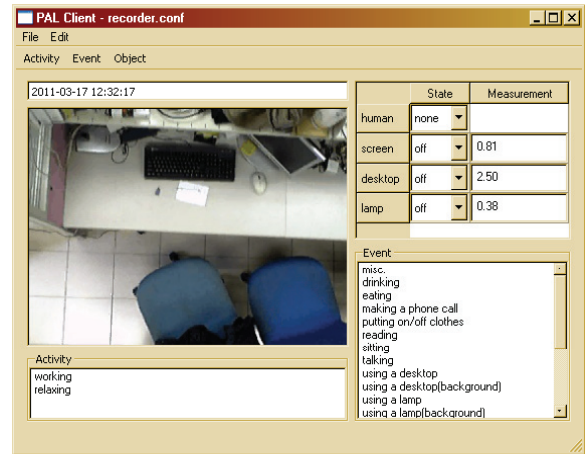 PAL Client - recorder.conf
File Edit
Activity Event Object
2011-03-17 12:32:17
State Measurement
human none
screen off 0.81
desktop off 2.50
lamp off 0.38
Event
misc.
drinking
eating
making a phone call
putting on/off clothes
reading
sitting
talking
using a desktop
using a desktop(background)
using a lamp
using a lamp(background)
Activity
working
relaxing